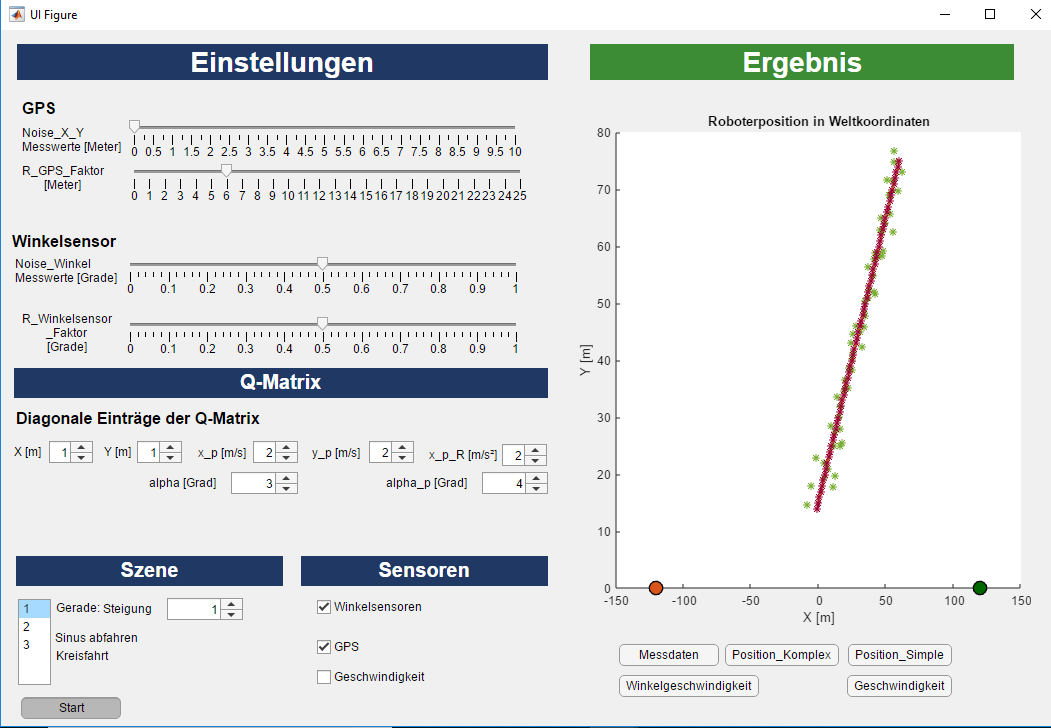 UI Figure
Einstellungen
GPS
Noise_X_Y
Messwerte [Meter]
0 0.5 1 1.5 2 2.5 3 3.5 4 4.5 5 5.5 6 6.5 7 7.5 8 8.5 9 9.5 10
R_GPS_Faktor
[Meter]
0 1 2 3 4 5 6 7 8 9 10 11 12 13 14 15 16 17 18 19 20 21 22 23 24 25
Winkelsensor
Noise_Winkel
Messwerte [Grade]
0 0.1 0.2 0.3 0.4 0.5 0.6 0.7 0.8 0.9 1
R_Winkelsensor
_Faktor
[Grade]
0 0.1 0.2 0.3 0.4 0.5 0.6 0.7 0.8 0.9 1
Q-Matrix
Diagonale Einträge der Q-Matrix
X [m] 1 Y [m] 1 x_p [m/s] 2 y_p [m/s] 2 x_p_R [m/s²] 2
alpha [Grad] 3 alpha_p [Grad] 4
Szene
1 Gerade: Steigung 1
2 Sinus abfahren
3 Kreisfahrt
Start
Sensoren
Winkelsensoren
GPS
Geschwindigkeit
Ergebnis
Roboterposition in Weltkoordinaten
80
70
60
50
40
30
20
10
0
Y [m]
-150 -100 -50 0 50 100 150
X [m]
Messdaten Position_Komplex Position_Simple
Winkelgeschwindigkeit Geschwindigkeit